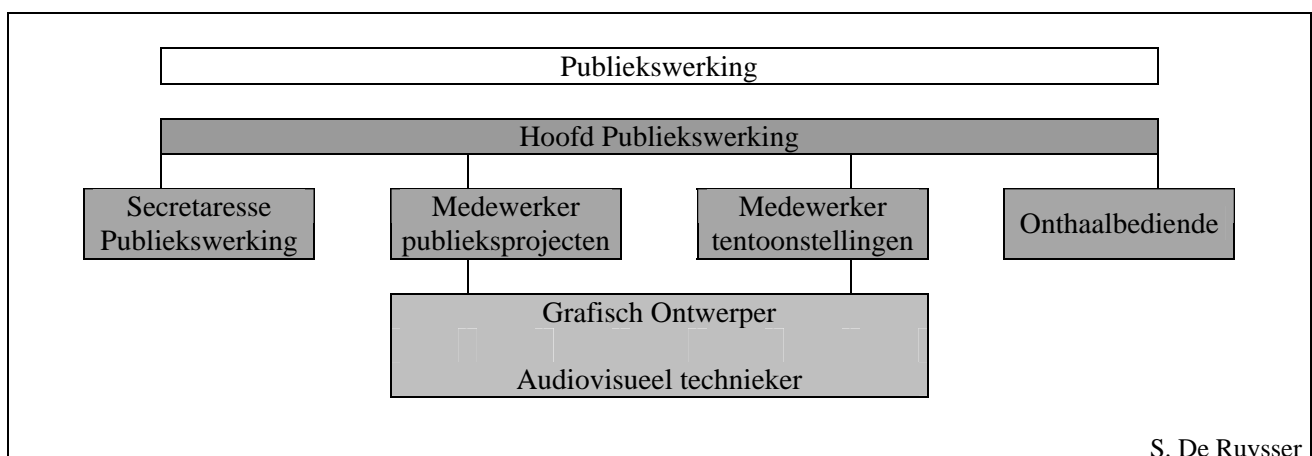 Publiekswerking
Hoofd Publiekswerking
Secretaresse
Publiekswerking
Medewerker
publieksprojecten
Medewerker
tentoonstellingen
Onthaalbediende
Grafisch Ontwerper
Audiovisueel technieker
S. De Ruysser